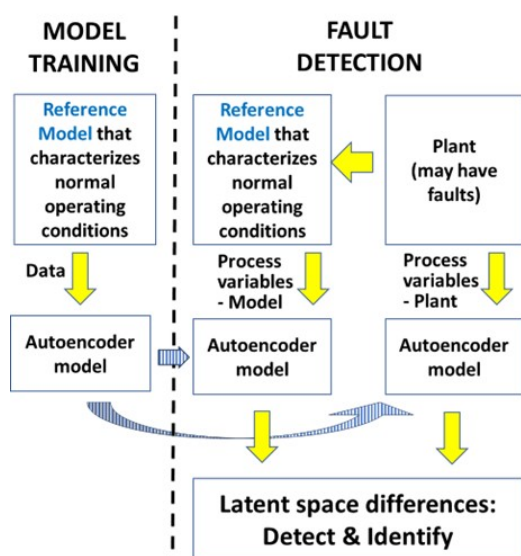 MODEL
TRAINING
Reference
Model that
characterizes
normal
operating
conditions
Data
Autoencoder
model
FAULT
DETECTION
Reference
Model that
characterizes
normal
operating
conditions
Plant
(may have
faults)
Process
variables
- Model
Process
variables
- Plant
Autoencoder
model
Autoencoder
model
Latent space differences:
Detect & Identify